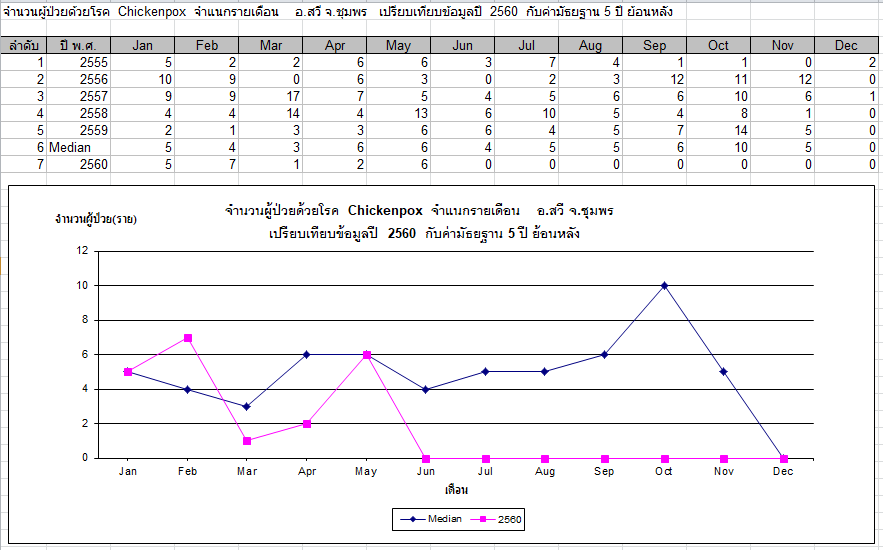 จำนวนผู้ป่วยด้วยโรค Chickenpox จำแนกรายเดือน อ.สวี จ.ชุมพร เปรียบเทียบข้อมูลปี 2560 กับค่ามัธยฐาน 5 ปี ย้อนหลัง
ลำดับ ปี พ.ศ. Jan Feb Mar Apr May Jun Jul Aug Sep Oct Nov Dec
1 2555 5 2 2 6 6 3 7 4 1 1 0 2
2 2556 10 9 0 6 3 0 2 3 12 11 12 0
3 2557 9 9 17 7 5 4 5 6 6 10 6 1
4 2558 4 4 14 4 13 6 10 5 4 8 1 0
5 2559 2 1 3 3 6 6 4 5 7 14 5 0
6 Median 5 4 3 6 6 4 5 5 6 10 5 0
7 2560 5 7 1 2 6 0 0 0 0 0 0 0
จำนวนผู้ป่วยด้วยโรค Chickenpox จำแนกรายเดือน อ.สวี จ.ชุมพร
จำนวนผู้ป่วย(ราย)
เปรียบเทียบข้อมูลปี 2560 กับค่ามัธยฐาน 5 ปี ย้อนหลัง
12
10
8
6
4
2
0
Jan Feb Mar Apr May Jun Jul Aug Sep Oct Nov Dec
เดือน
Median 2560